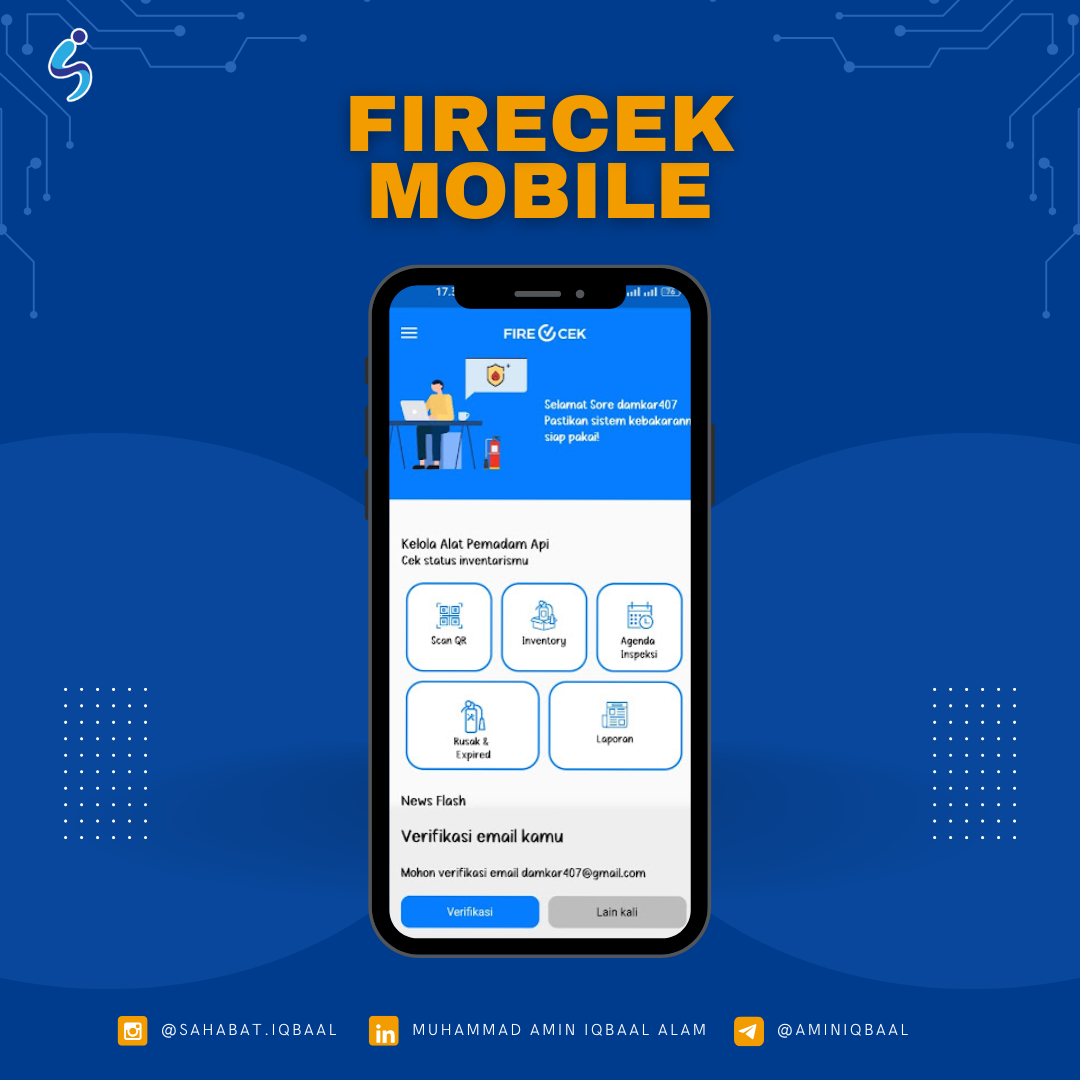 FIRECEK
MOBILE
76
FIRE CEK
Selamat Sore damkar407
Pastikan sistem kebakarann
siap pakai!
Kelola Alat Pemadam Api
Cek status inventarismu
Scan QR
Inventory
Agenda
Inspeksi
Rusak &
Expired
Laporan
News Flash
Verifikasi email kamu
Mohon verifikasi email damkar407@gmail.com
Verifikasi
Lain kali
@SAHABAT.IQBAAL
MUHAMMAD AMIN IQBAAL ALAM
@AMINIQBAAL